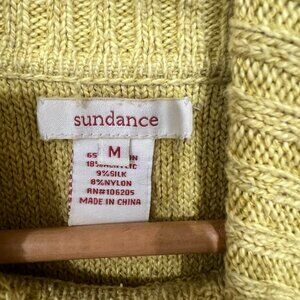 sundance
M
9%SILK
8%NYLON
RN#106205
MADE IN CHINA